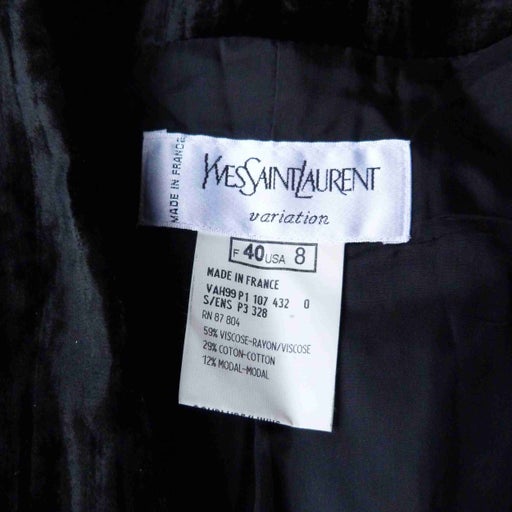 MADE IN FRANCE
YVESSAINTLAURENT
variation
F 40 USA 8
MADE IN FRANCE
VAH99 P1 107 432 0
S/ENS P3 328
RN 87 804
59% VISCOSE-RAYON/VISCOSE
29% COTON-COTTON
12% MODAL-MODAL